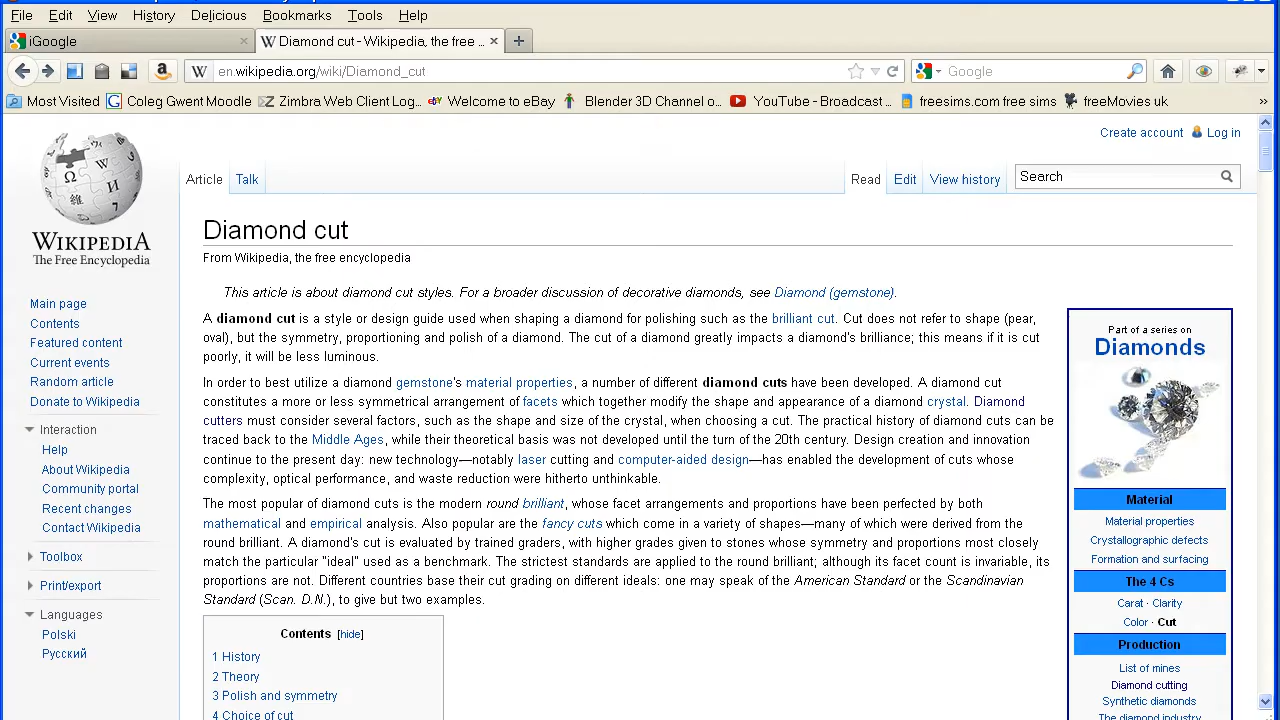 File Edit View History Delicious Bookmarks Tools Help
iGoogle
Diamond cut - Wikipedia, the free ...
en.wikipedia.org/wiki/Diamond_cut
Google
Most Visited Coleg Gwent Moodle Zimbra Web Client Log... Welcome to eBay Blender 3D Channel o... YouTube - Broadcast ... freesims.com free sims freeMovies uk
Create account Log in
Article Talk Read Edit View history Search
WIKIPEDIA
The Free Encyclopedia
Main page
Contents
Featured content
Current events
Random article
Donate to Wikipedia
Interaction
Help
About Wikipedia
Community portal
Recent changes
Contact Wikipedia
Toolbox
Print/export
Languages
Polski
Русский
Diamond cut
From Wikipedia, the free encyclopedia
This article is about diamond cut styles. For a broader discussion of decorative diamonds, see Diamond (gemstone).
A diamond cut is a style or design guide used when shaping a diamond for polishing such as the brilliant cut. Cut does not refer to shape (pear,
oval), but the symmetry, proportioning and polish of a diamond. The cut of a diamond greatly impacts a diamond's brilliance; this means if it is cut
poorly, it will be less luminous.
In order to best utilize a diamond gemstone's material properties, a number of different diamond cuts have been developed. A diamond cut
constitutes a more or less symmetrical arrangement of facets which together modify the shape and appearance of a diamond crystal. Diamond
cutters must consider several factors, such as the shape and size of the crystal, when choosing a cut. The practical history of diamond cuts can be
traced back to the Middle Ages, while their theoretical basis was not developed until the turn of the 20th century. Design creation and innovation
continue to the present day: new technology—notably laser cutting and computer-aided design—has enabled the development of cuts whose
complexity, optical performance, and waste reduction were hitherto unthinkable.
The most popular of diamond cuts is the modern round brilliant, whose facet arrangements and proportions have been perfected by both
mathematical and empirical analysis. Also popular are the fancy cuts which come in a variety of shapes—many of which were derived from the
round brilliant. A diamond's cut is evaluated by trained graders, with higher grades given to stones whose symmetry and proportions most closely
match the particular "ideal" used as a benchmark. The strictest standards are applied to the round brilliant; although its facet count is invariable, its
proportions are not. Different countries base their cut grading on different ideals: one may speak of the American Standard or the Scandinavian
Standard (Scan. D.N.), to give but two examples.
Contents [hide]
1 History
2 Theory
3 Polish and symmetry
4 Choice of cut
Part of a series on
Diamonds
Material
Material properties
Crystallographic defects
Formation and surfacing
The 4 Cs
Carat · Clarity
Color · Cut
Production
List of mines
Diamond cutting
Synthetic diamonds
The diamond industry